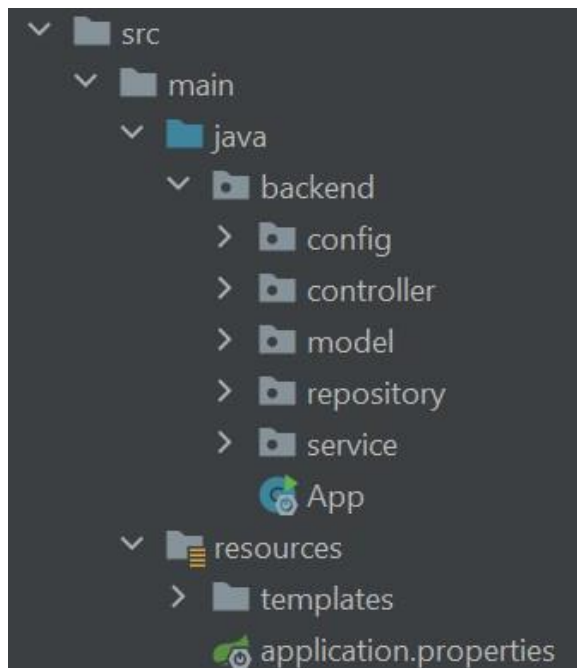 src
main
java
backend
config
controller
model
repository
service
App
resources
templates
application.properties